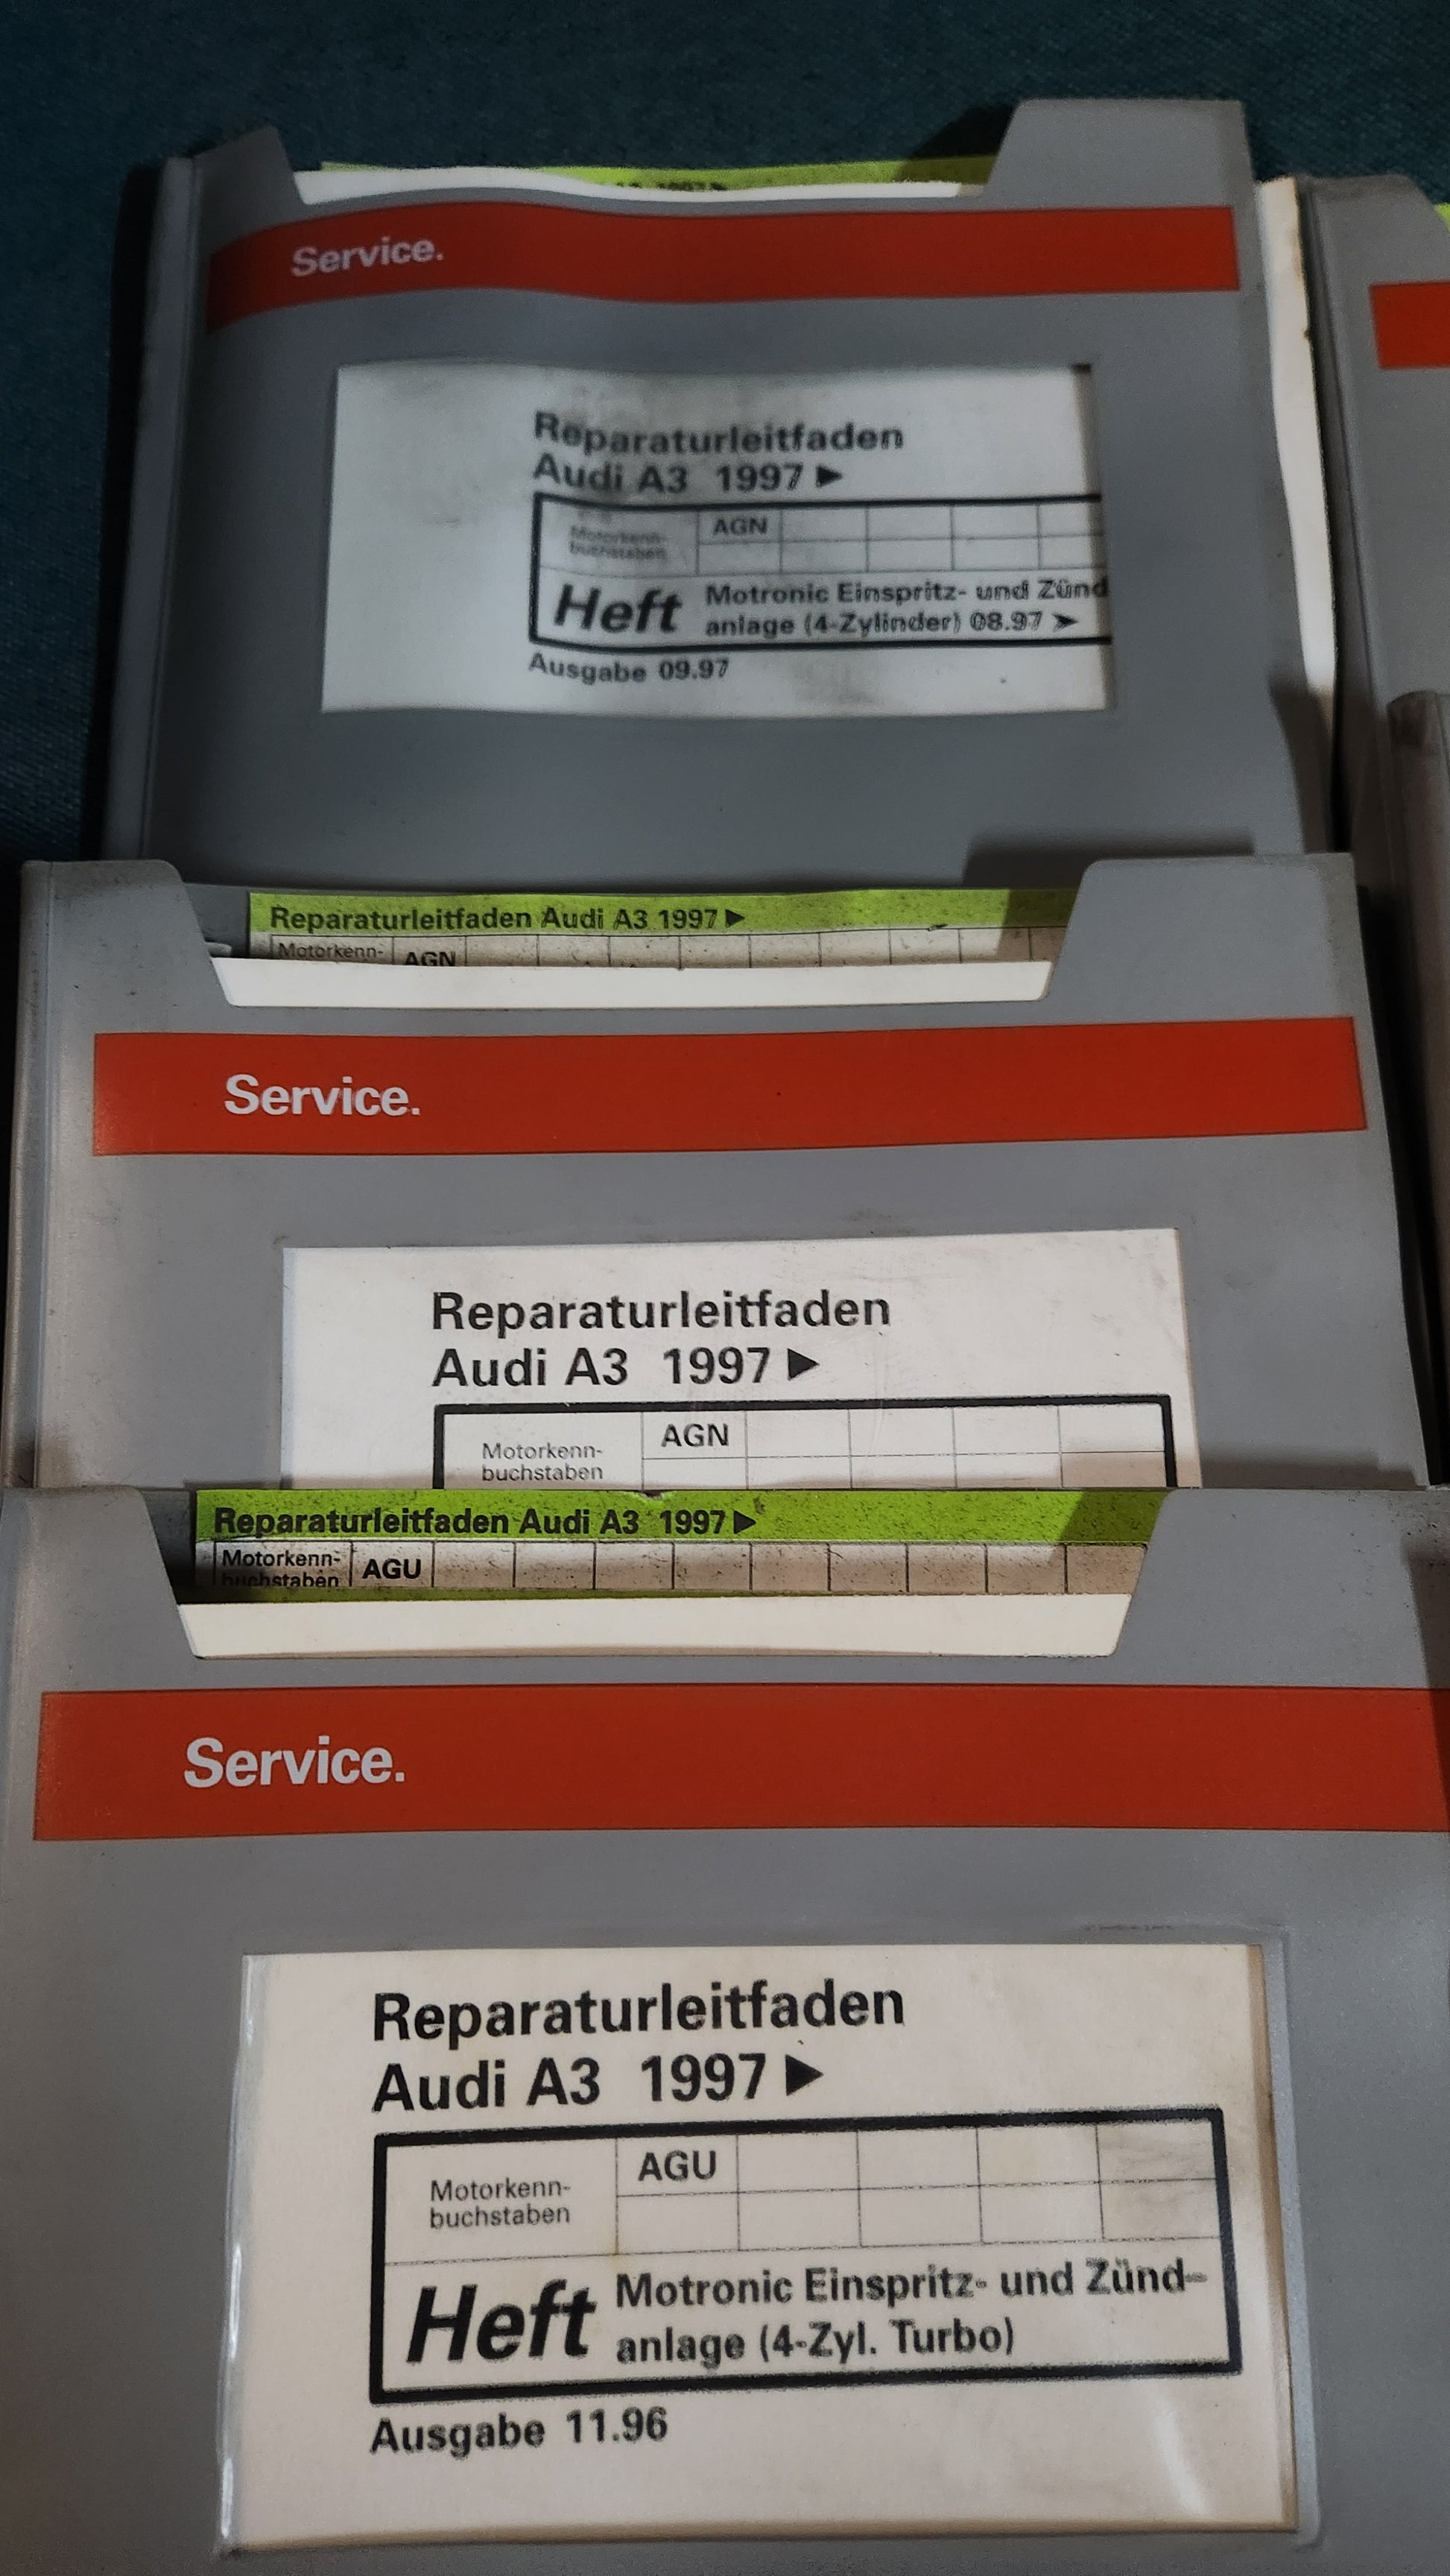 Service.
Reparaturleitfaden
Audi A3 1997 ►
Motorkenn-
buchstaben
AGN
Heft
Motronic Einspritz- und Zünd
anlage (4-Zylinder) 08.97 ➤
Ausgabe 09.97
Reparaturleitfaden Audi A3 1997 ►
Motorkenn-
AGN
Service.
Reparaturleitfaden
Audi A3 1997 ►
Motorkenn-
buchstaben
AGN
Reparaturleitfaden Audi A3 1997 ►
Motorkenn-
buchstaben
AGU
Service.
Reparaturleitfaden
Audi A3 1997 ►
Motorkenn-
buchstaben
AGU
Heft
Motronic Einspritz- und Zünd-
anlage (4-Zyl. Turbo)
Ausgabe 11.96